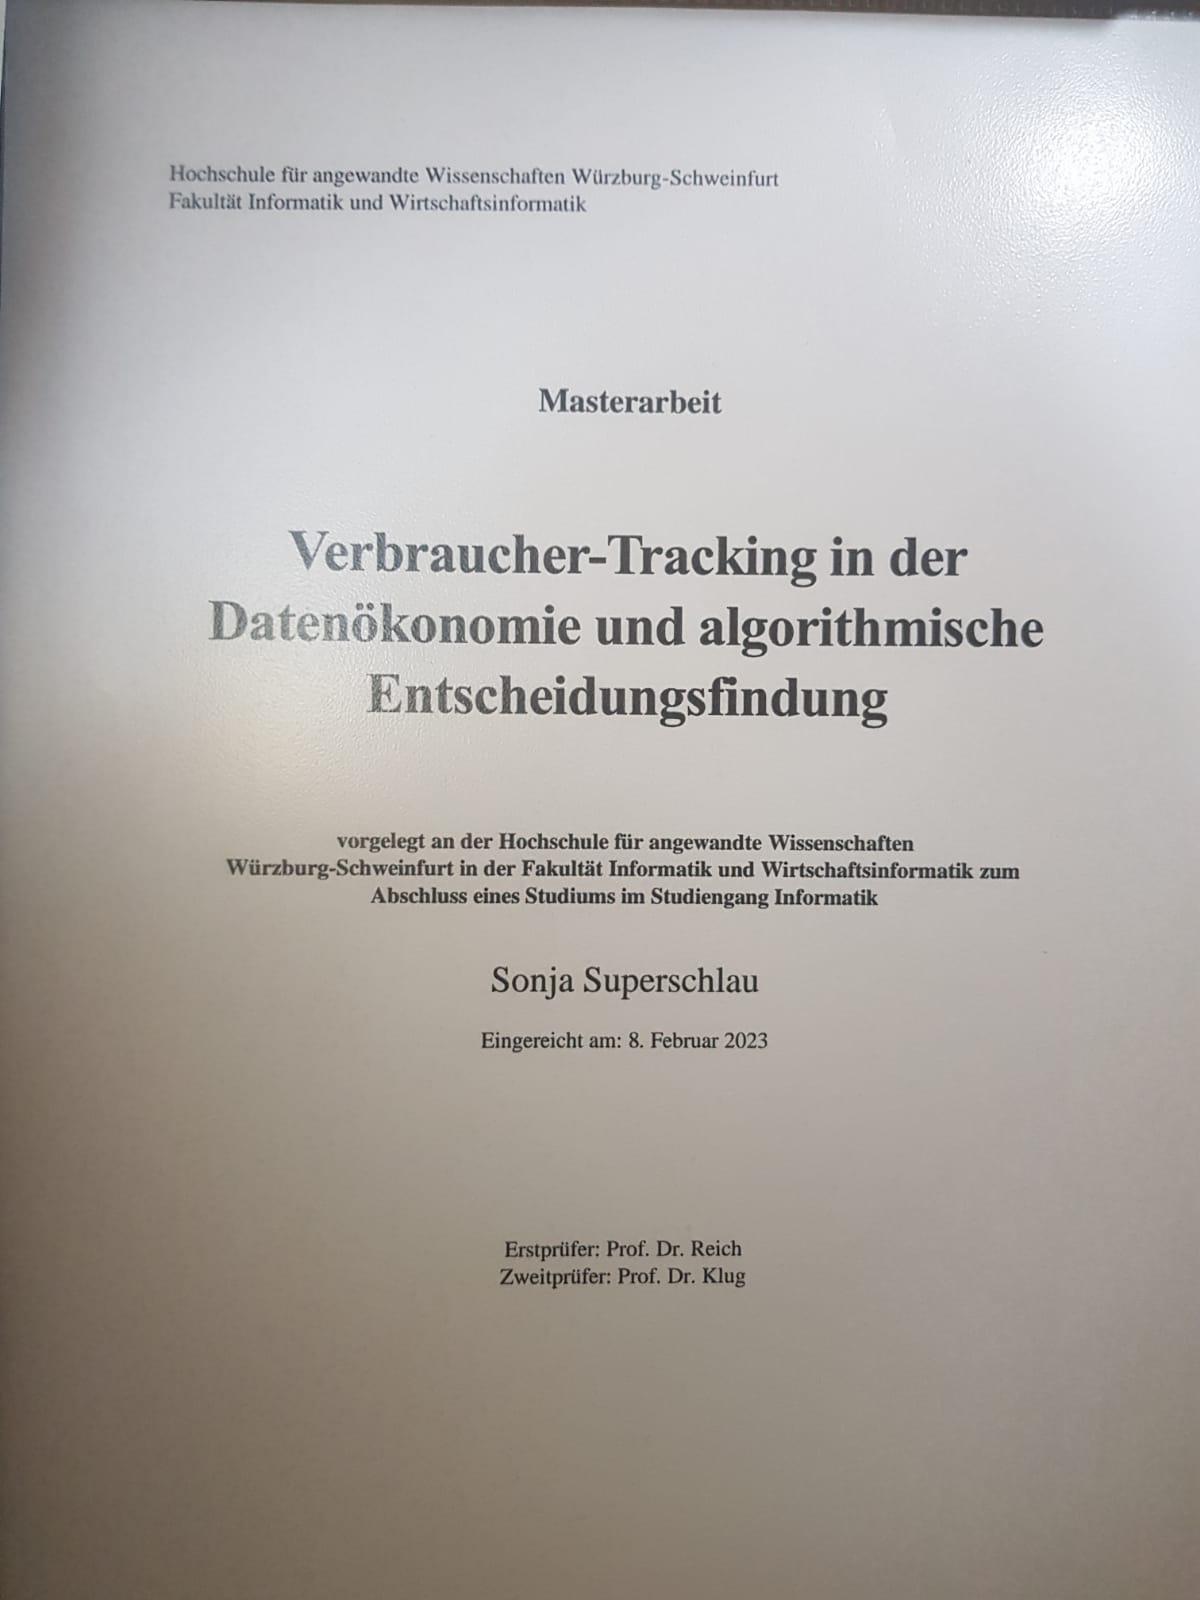 Hochschule für angewandte Wissenschaften Würzburg-Schweinfurt
Fakultät Informatik und Wirtschaftsinformatik
Masterarbeit
Verbraucher-Tracking in der
Datenökonomie und algorithmische
Entscheidungsfindung
vorgelegt an der Hochschule für angewandte Wissenschaften
Würzburg-Schweinfurt in der Fakultät Informatik und Wirtschaftsinformatik zum
Abschluss eines Studiums im Studiengang Informatik
Sonja Superschlau
Eingereicht am: 8. Februar 2023
Erstprüfer: Prof. Dr. Reich
Zweitprüfer: Prof. Dr. Klug